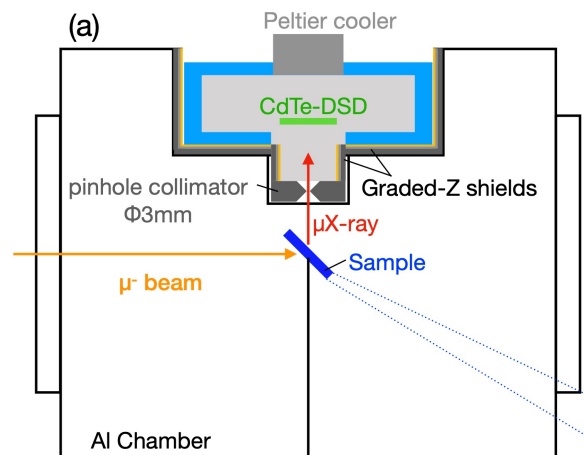 (a)
Peltier cooler
CdTe-DSD
pinhole collimator
Φ3mm
Graded-Z shields
μX-ray
Sample
μ- beam
Al Chamber